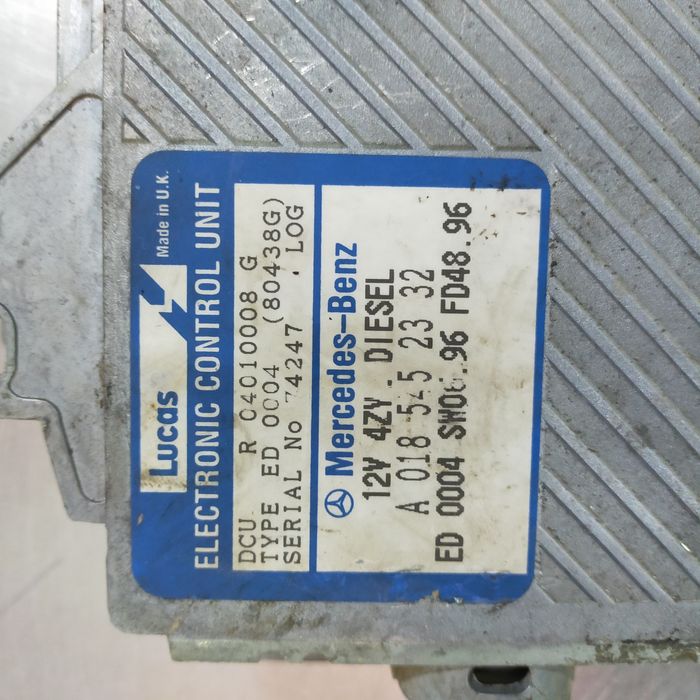 Lucas Made in U.K.
ELECTRONIC CONTROL UNIT
DCU R 04010008 G
TYPE ED 0004 (80438G)
SERIAL No 74247 . LOG
Mercedes-Benz
12V 4ZY. DIESEL
A 018 545 23 32
ED 0004 SW06.96 FD48.96